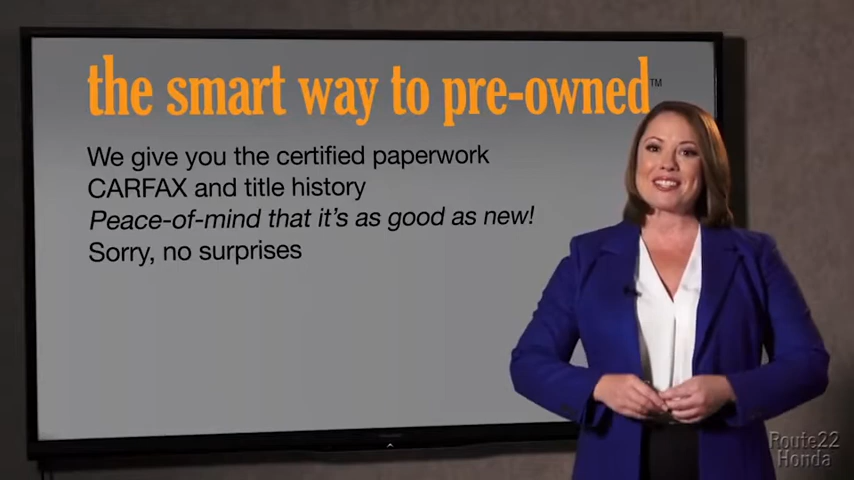 the smart way to pre-owned™
We give you the certified paperwork
CARFAX and title history
Peace-of-mind that it's as good as new!
Sorry, no surprises
Route22
Honda